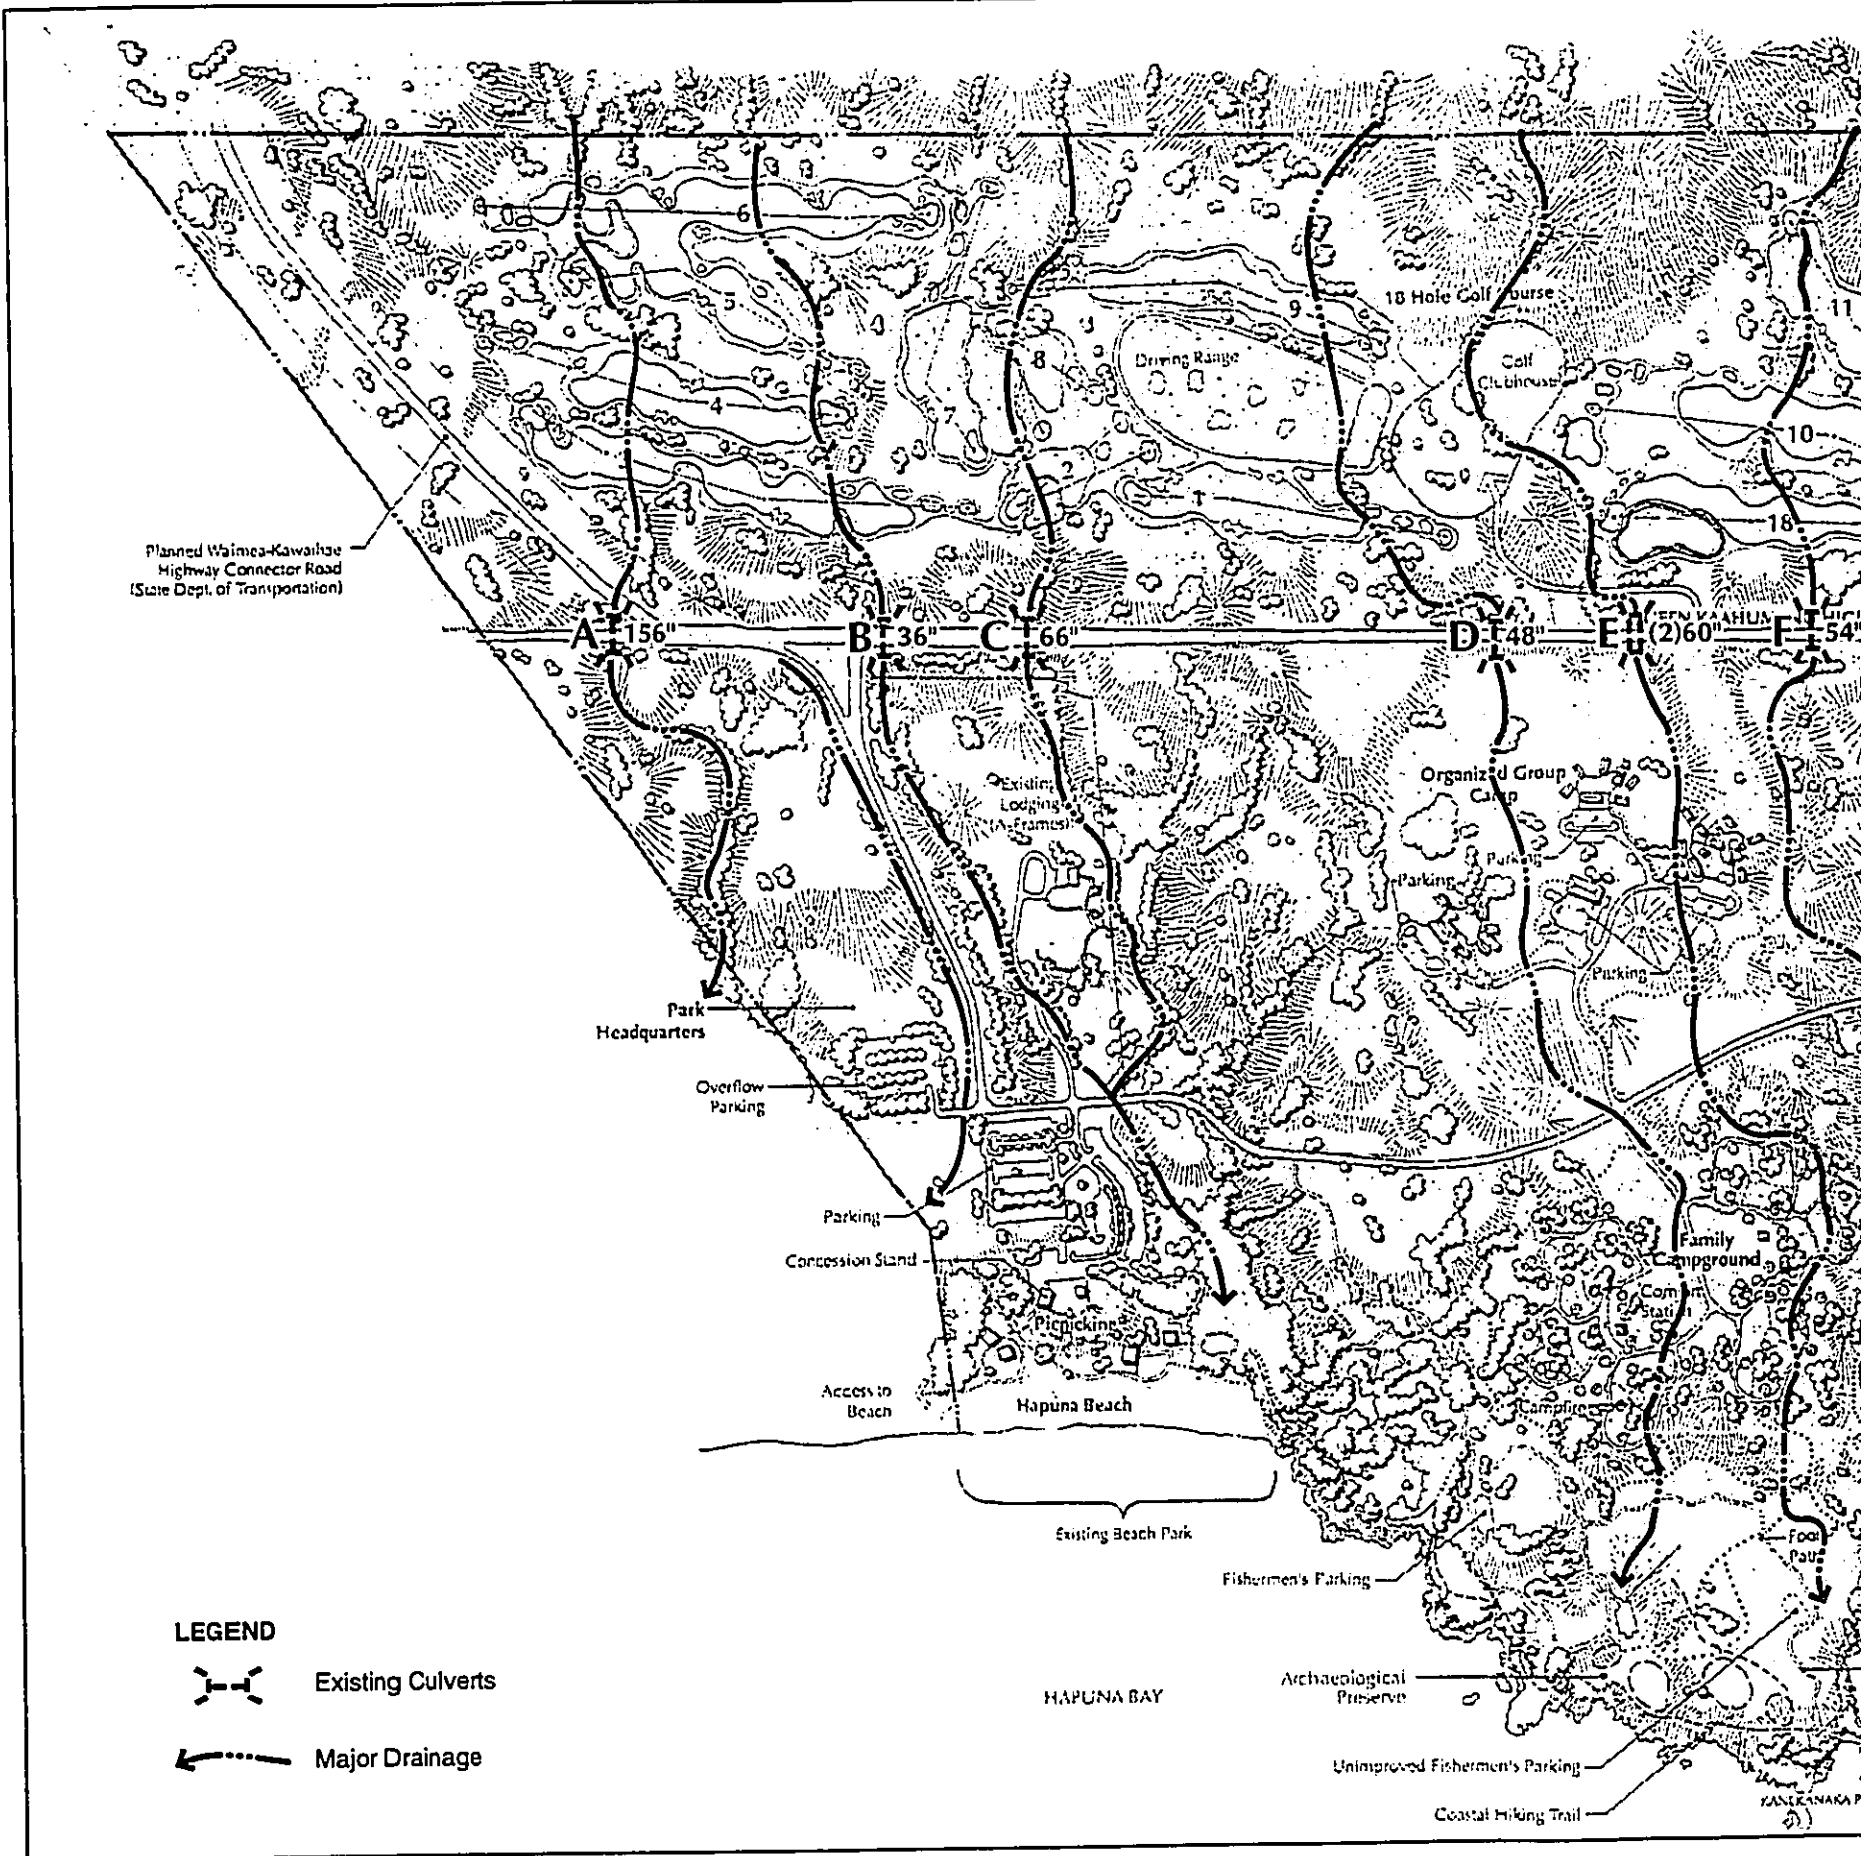 6
5
4
9
18 Hole Golf Course
11
8
Driving Range
Golf
Clubhouse
4
7
10
2
1
18
Planned Waimea-Kawaihae
Highway Connector Road
(State Dept. of Transportation)
A 156"
B 36"
C 66"
D 48"
E (2)60"
F 54"
Existing
Lodging
(A-Frames)
Organized Group
Camp
Parking
Parking
Parking
Park
Headquarters
Overflow
Parking
Parking
Concession Stand
Family
Campground
Picnicking
Access to
Beach
Hapuna Beach
Campfire
Existing Beach Park
Foot
Path
Fishermen's Parking
LEGEND
Existing Culverts
Major Drainage
HAPUNA BAY
Archaeological
Preserve
Unimproved Fishermen's Parking
Coastal Hiking Trail